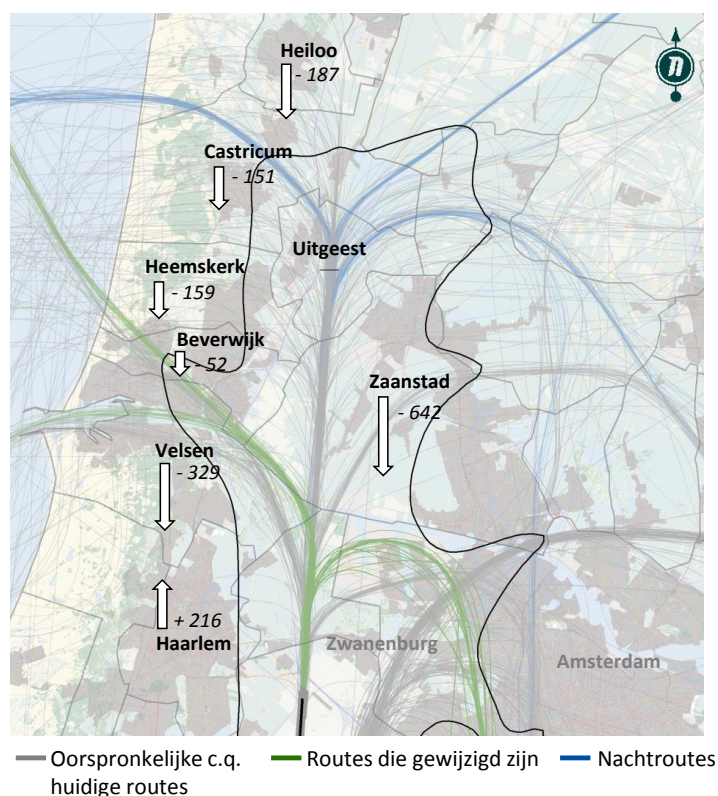 Heiloo
- 187
Castricum
- 151
Uitgeest
Heemskerk
- 159
Beverwijk
- 52
Zaanstad
- 642
Velsen
- 329
+ 216
Haarlem
Zwanenburg
Amsterdam
Oorspronkelijke c.q. huidige routes
Routes die gewijzigd zijn
Nachtroutes